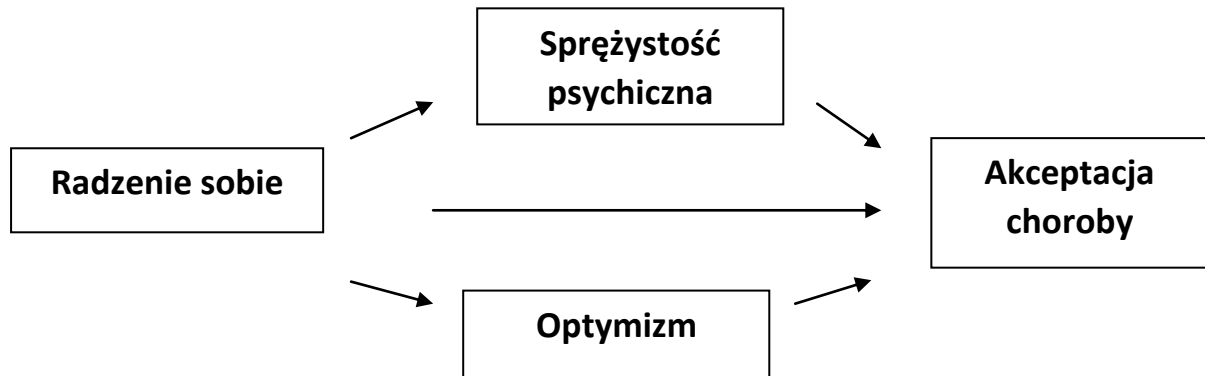 Sprężystość
psychiczna
Radzenie sobie
Akceptacja
choroby
Optymizm